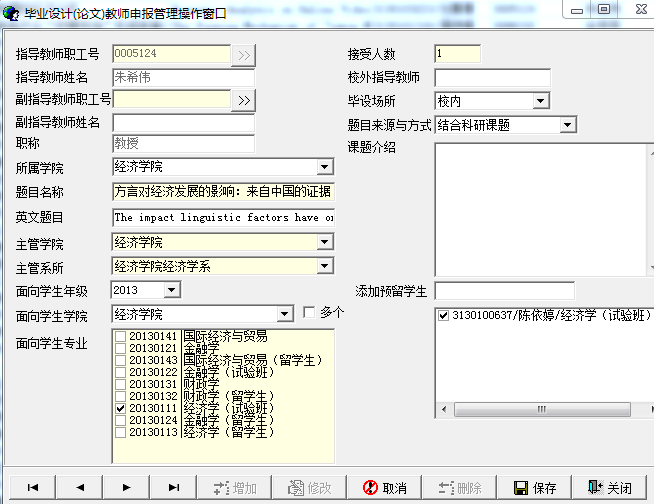 毕业设计(论文)教师申报管理操作窗口
指导教师职工号 0005124 >>
接受人数 1
指导教师姓名 朱希伟
校外指导教师
副指导教师职工号 >>
毕设场所 校内
副指导教师姓名
题目来源与方式 结合科研课题
职称 教授
课题介绍
所属学院 经济学院
题目名称 方言对经济发展的影响：来自中国的证据
英文题目 The impact linguistic factors have on
主管学院 经济学院
主管系所 经济学院经济学系
面向学生年级 2013
添加预留学生
面向学生学院 经济学院 多个
3130100637/陈依婷/经济学（试验班）
面向学生专业
20130141 国际经济与贸易
20130121 金融学
20130143 国际经济与贸易（留学生）
20130122 金融学（试验班）
20130131 财政学
20130132 财政学（留学生）
20130111 经济学（试验班）
20130124 金融学（留学生）
20130113 经济学（留学生）
增加 修改 取消 删除 保存 关闭